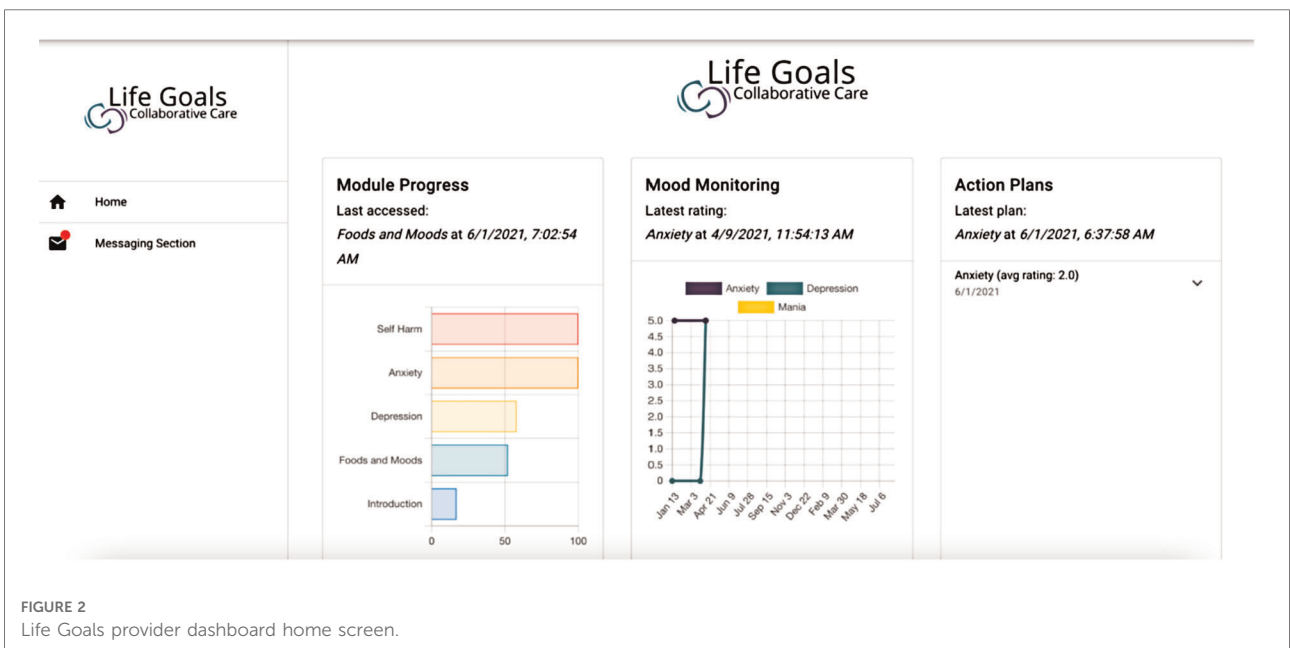 Life Goals
Collaborative Care
Home
Messaging Section
Life Goals
Collaborative Care
Module Progress
Last accessed:
Foods and Moods at 6/1/2021, 7:02:54
AM
Self Harm
Anxiety
Depression
Foods and Moods
Introduction
0 50 100
Mood Monitoring
Latest rating:
Anxiety at 4/9/2021, 11:54:13 AM
Anxiety Depression
Mania
5.0
4.5
4.0
3.5
3.0
2.5
2.0
1.5
1.0
0.5
0
Jan 13 Mar 3 Apr 21 Jun 9 Jul 28 Sep 15 Nov 3 Dec 22 Feb 9 Mar 30 May 18 Jul 6
Action Plans
Latest plan:
Anxiety at 6/1/2021, 6:37:58 AM
Anxiety (avg rating: 2.0)
6/1/2021
FIGURE 2
Life Goals provider dashboard home screen.